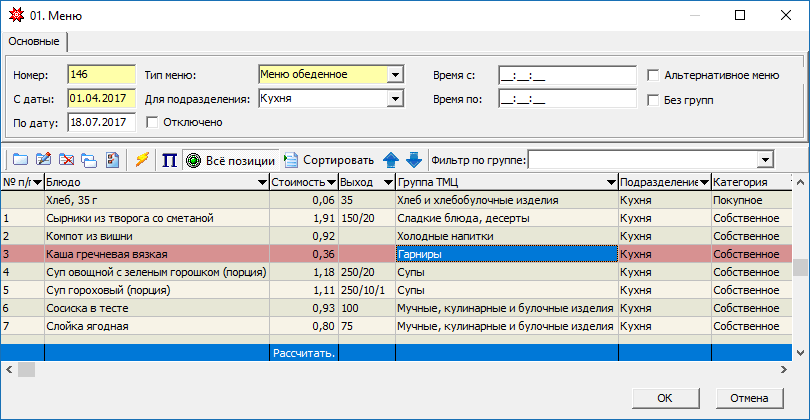 01. Меню
Основные
Номер: 146 Тип меню: Меню обеденное Время с: __:__:__ Альтернативное меню
С даты: 01.04.2017 Для подразделения: Кухня Время по: __:__:__ Без групп
По дату: 18.07.2017 Отключено
Всё позиции Сортировать Фильтр по группе:
№ п/п Блюдо Стоимость Выход Группа ТМЦ Подразделение Категория
Хлеб, 35 г 0,06 35 Хлеб и хлебобулочные изделия Кухня Покупное
1 Сырники из творога со сметаной 1,91 150/20 Сладкие блюда, десерты Кухня Собственное
2 Компот из вишни 0,92 Холодные напитки Кухня Собственное
3 Каша гречневая вязкая 0,36 Гарниры Кухня Собственное
4 Суп овощной с зеленым горошком (порция) 1,18 250/20 Супы Кухня Собственное
5 Суп гороховый (порция) 1,11 250/10/1 Супы Кухня Собственное
6 Сосиска в тесте 0,93 100 Мучные, кулинарные и булочные изделия Кухня Собственное
7 Слойка ягодная 0,80 75 Мучные, кулинарные и булочные изделия Кухня Собственное
Рассчитать.
ОК Отмена